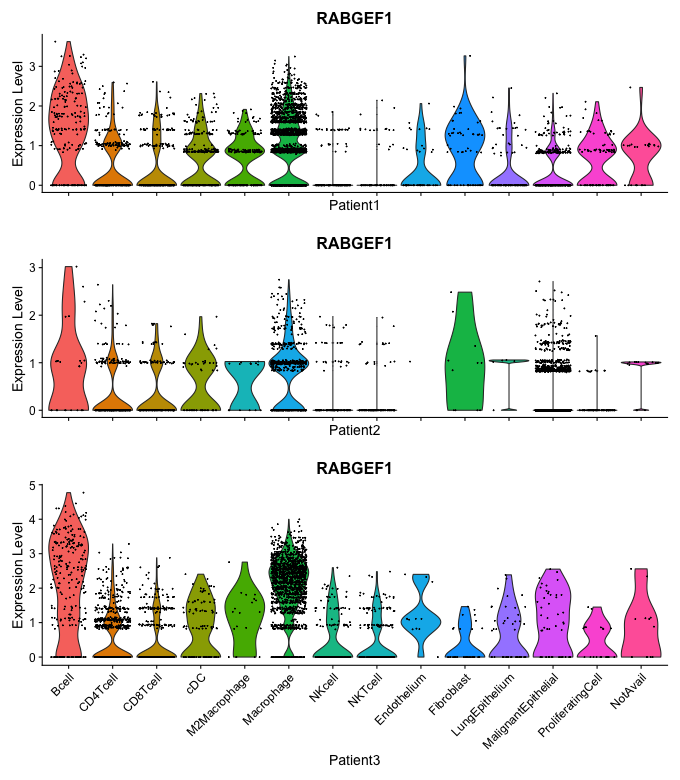 RABGEF1
Expression Level
3
2
1
0
Patient1
RABGEF1
Expression Level
3
2
1
0
Patient2
RABGEF1
Expression Level
5
4
3
2
1
0
Bcell
CD4Tcell
CD8Tcell
cDC
M2Macrophage
Macrophage
NKcell
NKTcell
Endothelium
Fibroblast
LungEpithelium
MalignantEpithelial
ProliferatingCell
NotAvail
Patient3